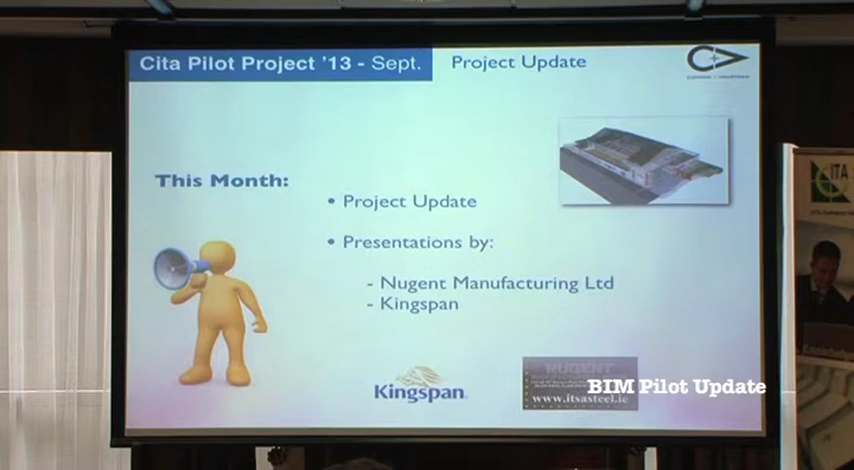 Cita Pilot Project '13 - Sept.
Project Update
This Month:
• Project Update
• Presentations by:
- Nugent Manufacturing Ltd
- Kingspan
Kingspan
NUGENT
www.itsasteel.ie
BIM Pilot Update
CITA